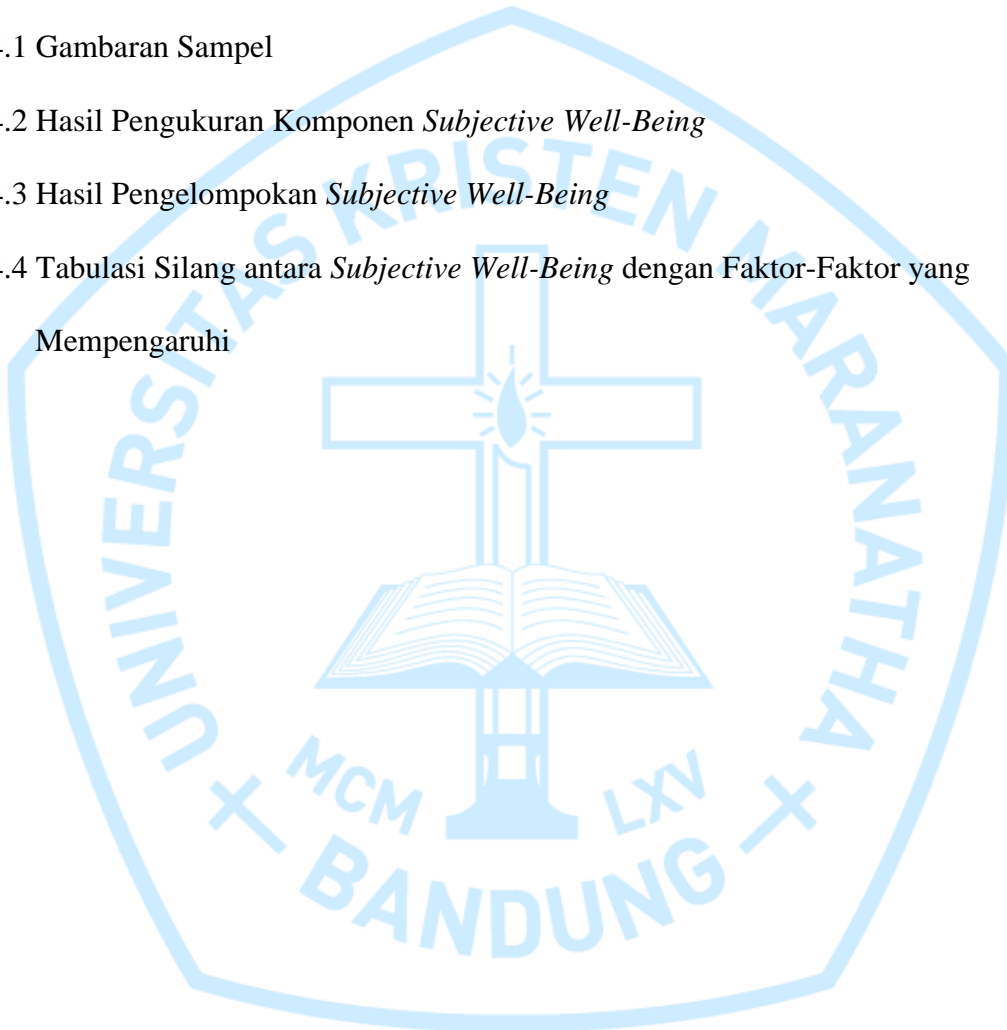 .1 Gambaran Sampel
.2 Hasil Pengukuran Komponen Subjective Well-Being
.3 Hasil Pengelompokan Subjective Well-Being
.4 Tabulasi Silang antara Subjective Well-Being dengan Faktor-Faktor yang
Mempengaruhi
UNIVERSITAS KRISTEN MARANATHA
MCM LXV
BANDUNG